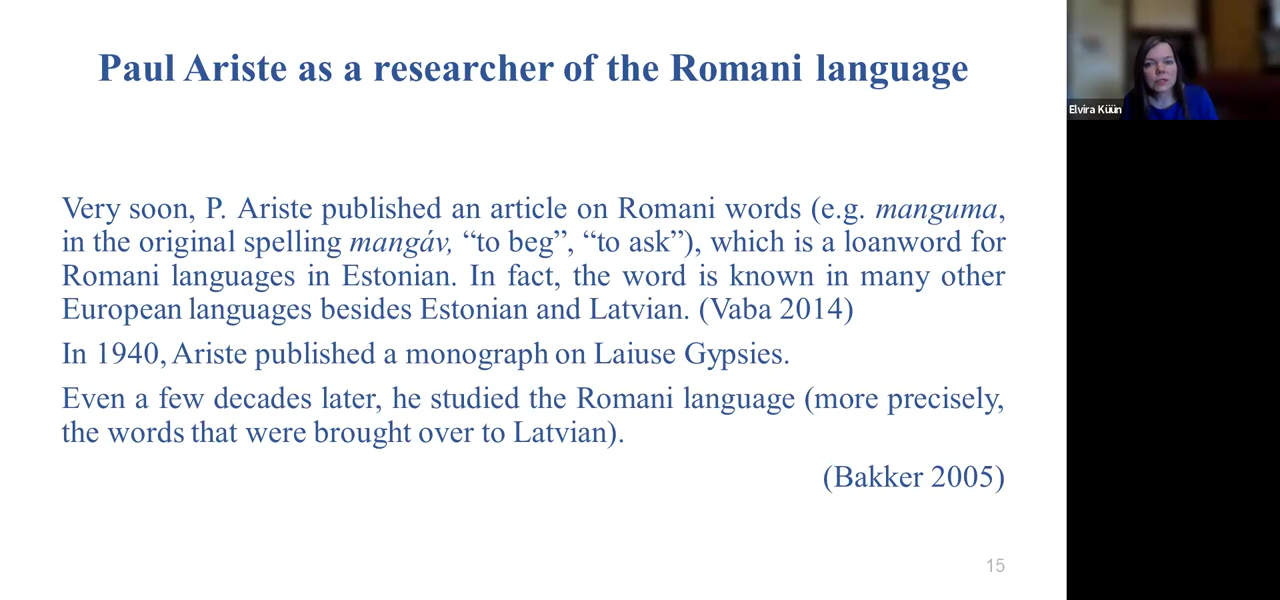 Paul Ariste as a researcher of the Romani language
Elvira Küün
Very soon, P. Ariste published an article on Romani words (e.g. manguma,
in the original spelling mangáv, “to beg”, “to ask”), which is a loanword for
Romani languages in Estonian. In fact, the word is known in many other
European languages besides Estonian and Latvian. (Vaba 2014)
In 1940, Ariste published a monograph on Laiuse Gypsies.
Even a few decades later, he studied the Romani language (more precisely,
the words that were brought over to Latvian).
(Bakker 2005)
15